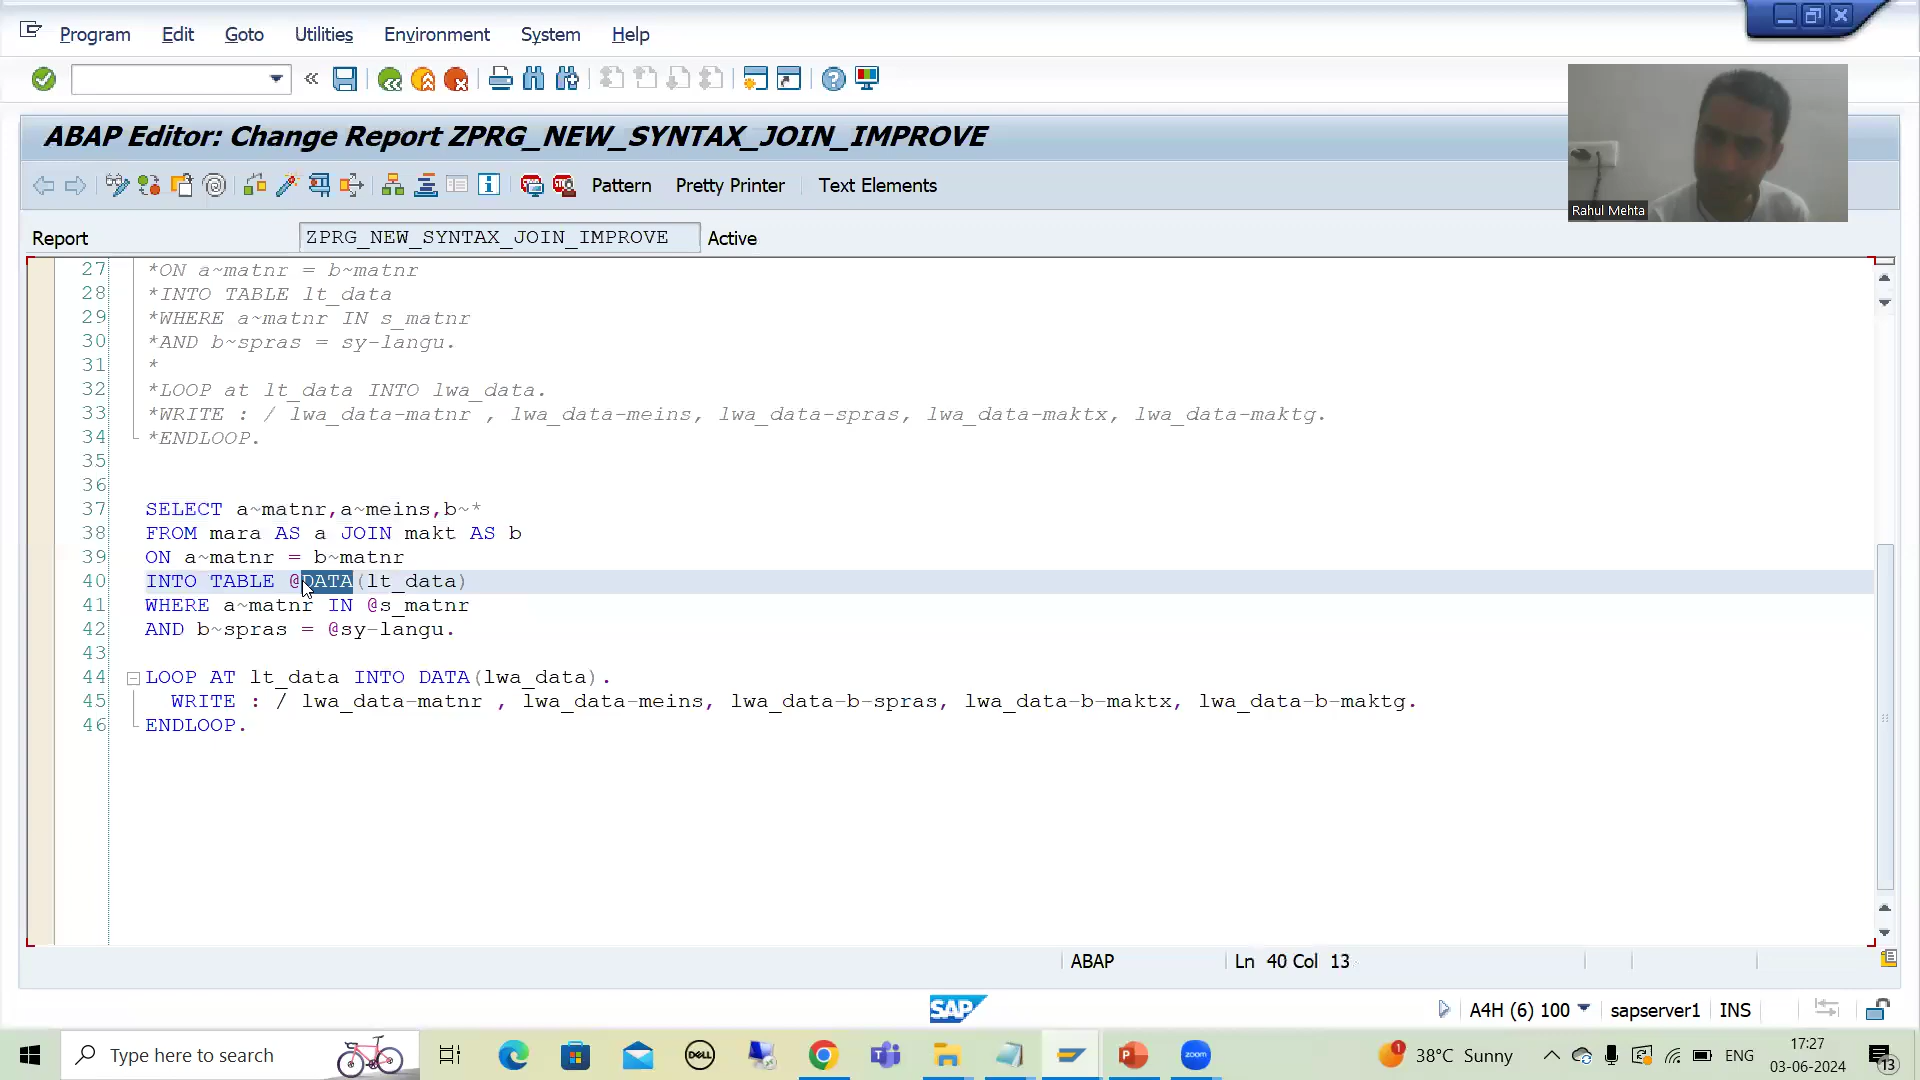 Program Edit Goto Utilities Environment System Help
ABAP Editor: Change Report ZPRG_NEW_SYNTAX_JOIN_IMPROVE
Pattern Pretty Printer Text Elements
Rahul Mehta
Report ZPRG_NEW_SYNTAX_JOIN_IMPROVE Active
27 *ON a~matnr = b~matnr
28 *INTO TABLE lt_data
29 *WHERE a~matnr IN s_matnr
30 *AND b~spras = sy-langu.
31 *
32 *LOOP at lt_data INTO lwa_data.
33 *WRITE : / lwa_data-matnr , lwa_data-meins, lwa_data-spras, lwa_data-maktx, lwa_data-maktg.
34 *ENDLOOP.
35
36
37 SELECT a~matnr,a~meins,b~*
38 FROM mara AS a JOIN makt AS b
39 ON a~matnr = b~matnr
40 INTO TABLE @DATA(lt_data)
41 WHERE a~matnr IN @s_matnr
42 AND b~spras = @sy-langu.
43
44 LOOP AT lt_data INTO DATA(lwa_data).
45 WRITE : / lwa_data-matnr , lwa_data-meins, lwa_data-b-spras, lwa_data-b-maktx, lwa_data-b-maktg.
46 ENDLOOP.
ABAP Ln 40 Col 13
SAP
A4H (6) 100 sapserver1 INS
Type here to search
DELL
zoom
1
38°C Sunny
ENG
17:27
03-06-2024
13